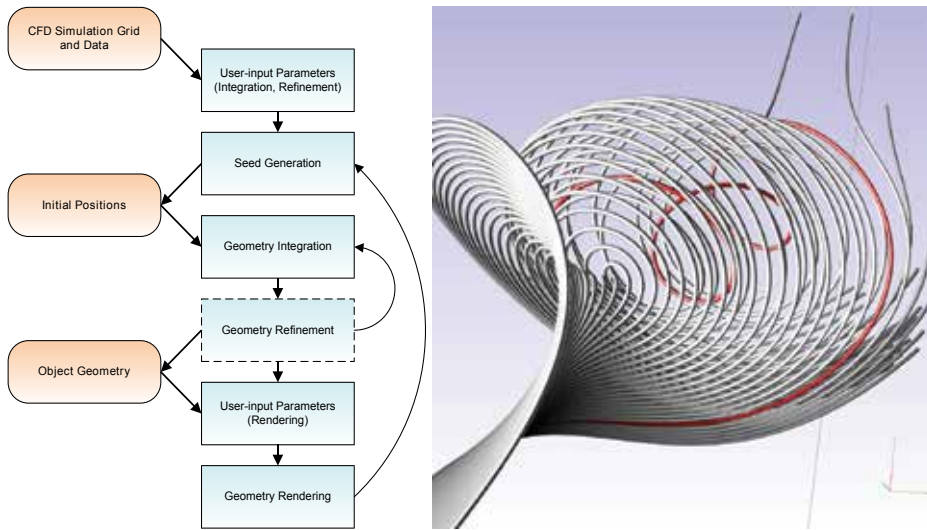 CFD Simulation Grid
and Data
User-input Parameters
(Integration, Refinement)
Seed Generation
Initial Positions
Geometry Integration
Geometry Refinement
Object Geometry
User-input Parameters
(Rendering)
Geometry Rendering